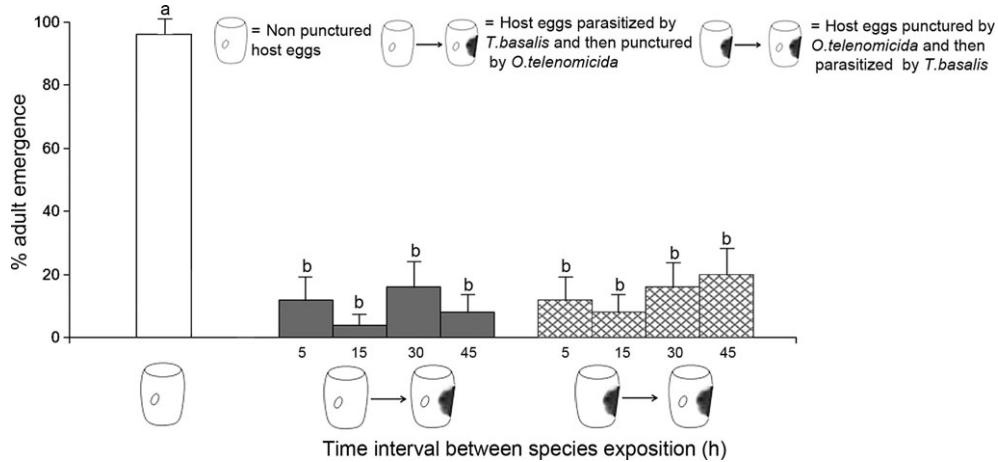 a
100
80
60
40
20
0
% adult emergence
= Non punctured
host eggs
= Host eggs parasitized by
T.basalis and then punctured
by O.telenomicida
= Host eggs punctured by
O.telenomicida and then
parasitized by T.basalis
b b b b b b b b
5 15 30 45 5 15 30 45
Time interval between species exposition (h)